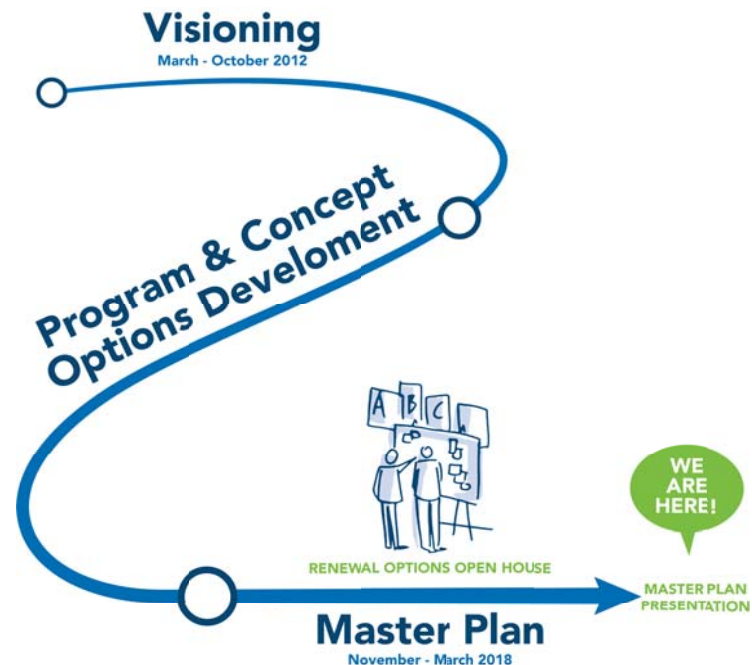 Visioning
March - October 2012
Program & Concept
Options Develoment
A B C
RENEWAL OPTIONS OPEN HOUSE
WE
ARE
HERE!
MASTER PLAN
PRESENTATION
Master Plan
November - March 2018